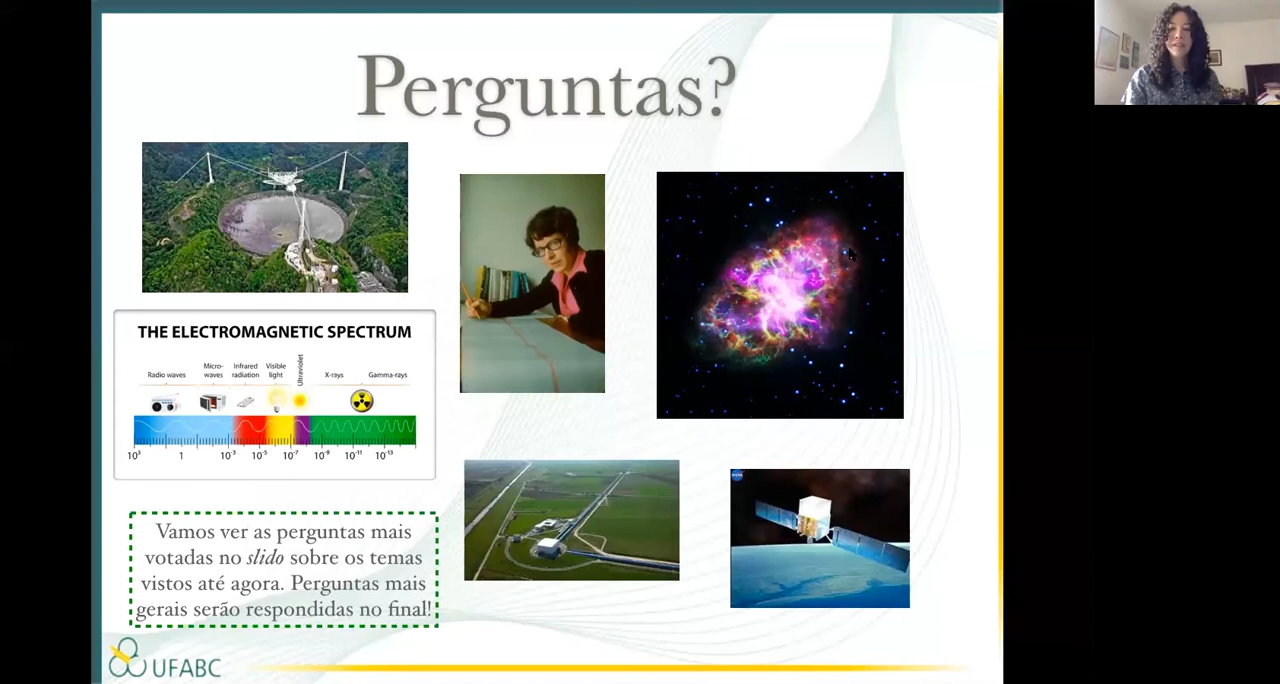 Perguntas?
THE ELECTROMAGNETIC SPECTRUM
Radio waves
Micro-
waves
Infrared
radiation
Visible
light
Ultraviolet
X-rays
Gamma-rays
10³ 1 10⁻³ 10⁻⁵ 10⁻⁷ 10⁻⁹ 10⁻¹¹ 10⁻¹³
NASA
Vamos ver as perguntas mais
votadas no slido sobre os temas
vistos até agora. Perguntas mais
gerais serão respondidas no final!
UFABC